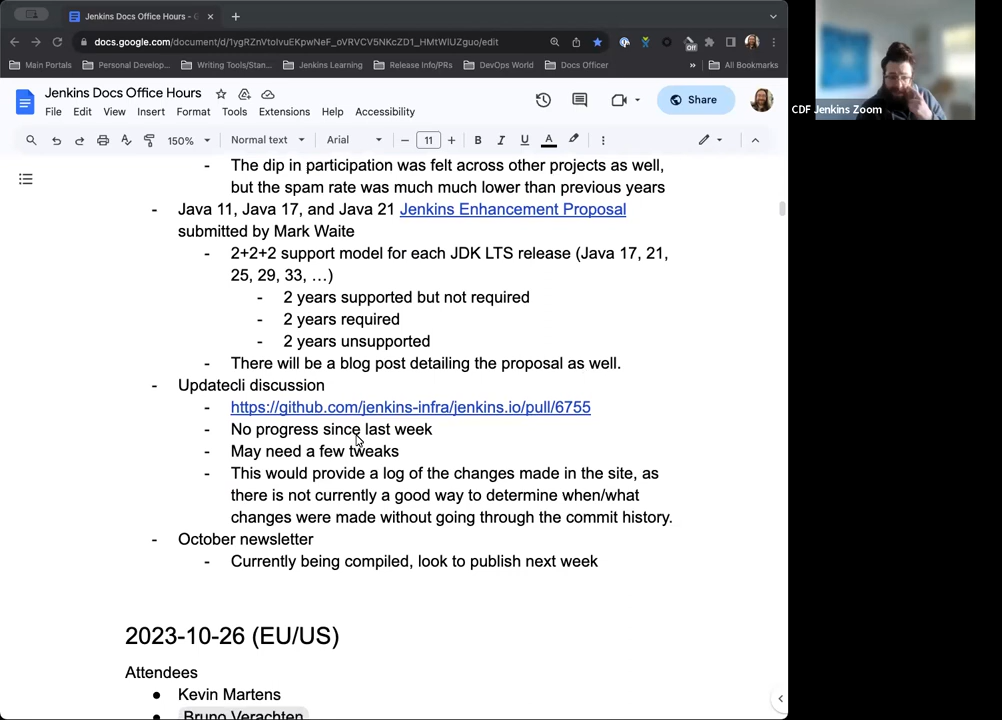 Jenkins Docs Office Hours - G
docs.google.com/document/d/1ygRZnVtoIvuEKpwNeF_oVRVCV5NKcZD1_HMtWlUZguo/edit
Main Portals
Personal Develop...
Writing Tools/Stan...
Jenkins Learning
Release Info/PRs
DevOps World
Docs Officer
»
All Bookmarks
Jenkins Docs Office Hours
File Edit View Insert Format Tools Extensions Help Accessibility
Share
150% Normal text Arial 11 B I U A
- The dip in participation was felt across other projects as well,
but the spam rate was much much lower than previous years
- Java 11, Java 17, and Java 21 Jenkins Enhancement Proposal
submitted by Mark Waite
- 2+2+2 support model for each JDK LTS release (Java 17, 21,
25, 29, 33, …)
- 2 years supported but not required
- 2 years required
- 2 years unsupported
- There will be a blog post detailing the proposal as well.
- Updatecli discussion
- https://github.com/jenkins-infra/jenkins.io/pull/6755
- No progress since last week
- May need a few tweaks
- This would provide a log of the changes made in the site, as
there is not currently a good way to determine when/what
changes were made without going through the commit history.
- October newsletter
- Currently being compiled, look to publish next week
2023-10-26 (EU/US)
Attendees
● Kevin Martens
● Bruno Verachten
CDF Jenkins Zoom